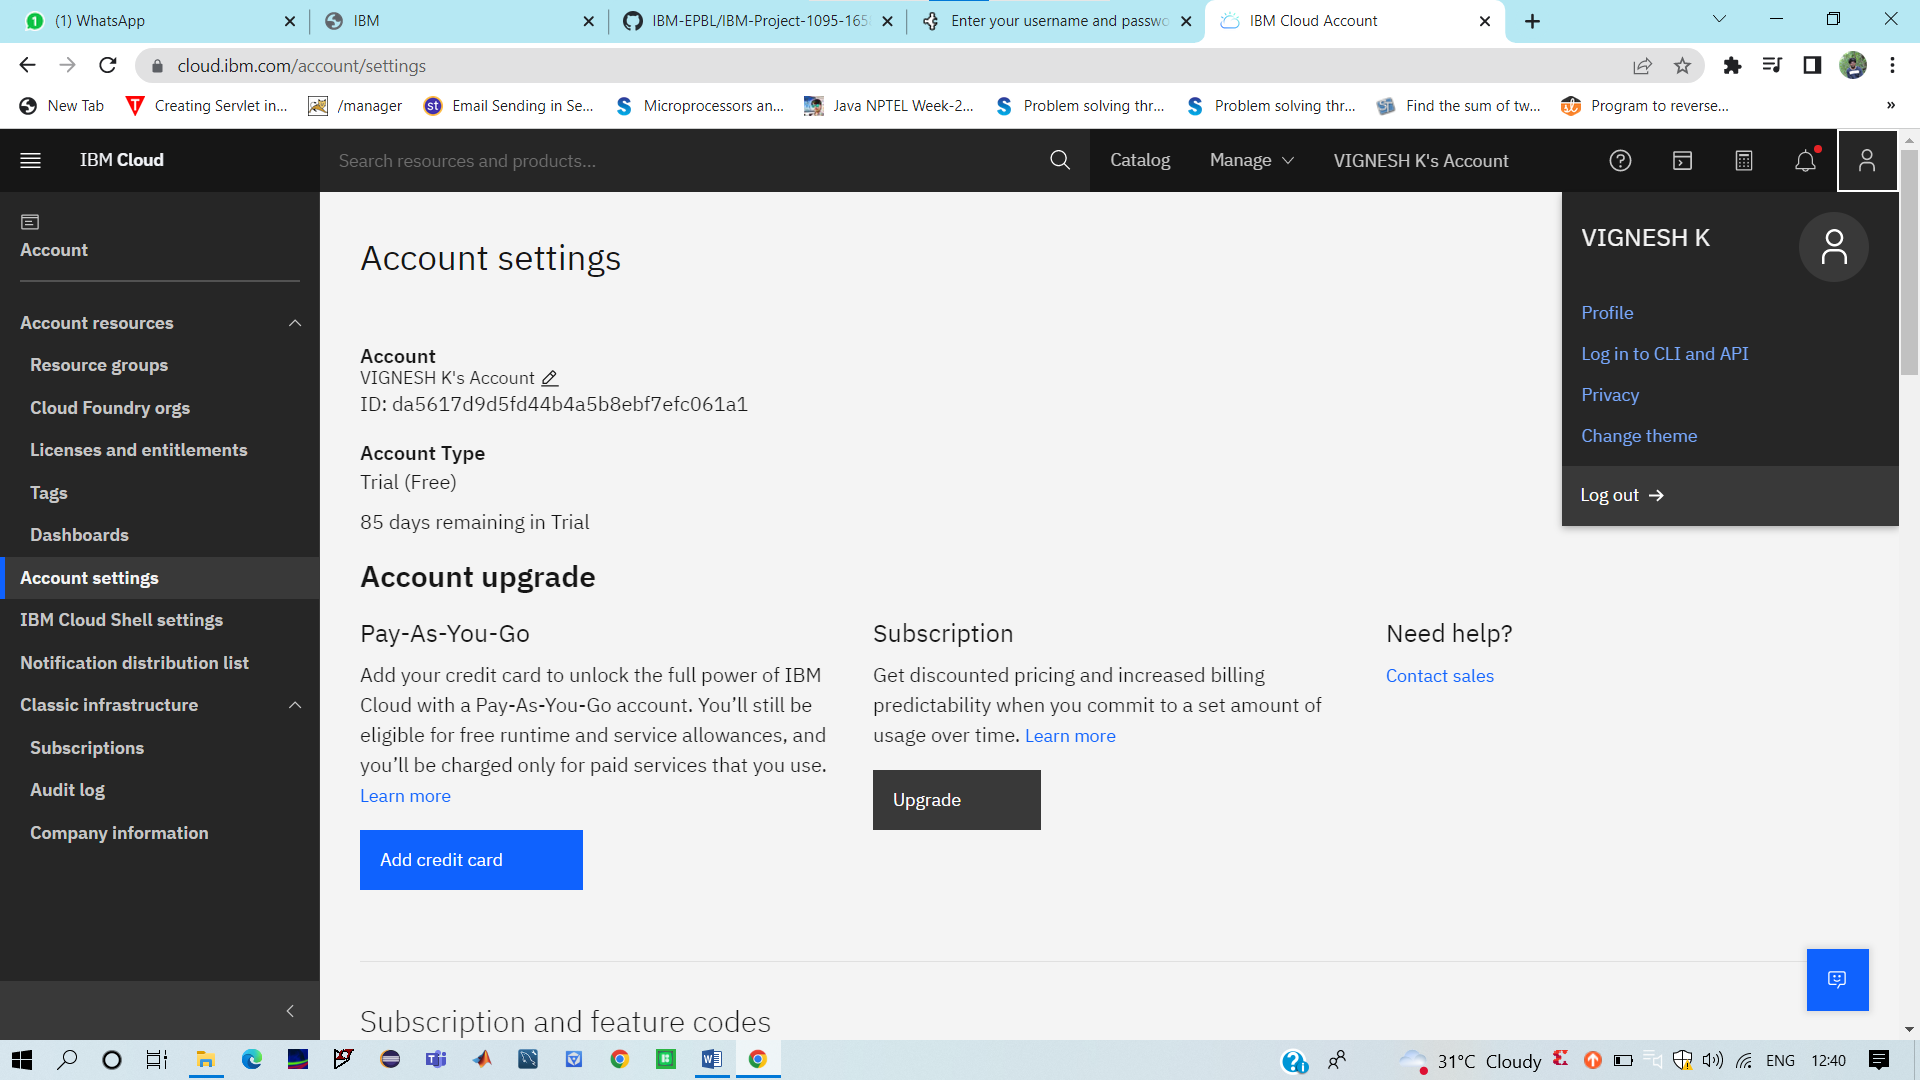 (1) WhatsApp
IBM
IBM-EPBL/IBM-Project-1095-165
Enter your username and passwo
IBM Cloud Account
cloud.ibm.com/account/settings
New Tab
Creating Servlet in...
/manager
Email Sending in Se...
Microprocessors an...
Java NPTEL Week-2...
Problem solving thr...
Problem solving thr...
Find the sum of tw...
Program to reverse...
»
IBM Cloud
Search resources and products...
Catalog
Manage
VIGNESH K's Account
Account
Account resources
Resource groups
Cloud Foundry orgs
Licenses and entitlements
Tags
Dashboards
Account settings
IBM Cloud Shell settings
Notification distribution list
Classic infrastructure
Subscriptions
Audit log
Company information
Account settings
Account
VIGNESH K's Account
ID: da5617d9d5fd44b4a5b8ebf7efc061a1
Account Type
Trial (Free)
85 days remaining in Trial
Account upgrade
Pay-As-You-Go
Add your credit card to unlock the full power of IBM
Cloud with a Pay-As-You-Go account. You’ll still be
eligible for free runtime and service allowances, and
you’ll be charged only for paid services that you use.
Learn more
Add credit card
Subscription
Get discounted pricing and increased billing
predictability when you commit to a set amount of
usage over time. Learn more
Upgrade
Need help?
Contact sales
VIGNESH K
Profile
Log in to CLI and API
Privacy
Change theme
Log out
Subscription and feature codes
31°C Cloudy
ENG
12:40